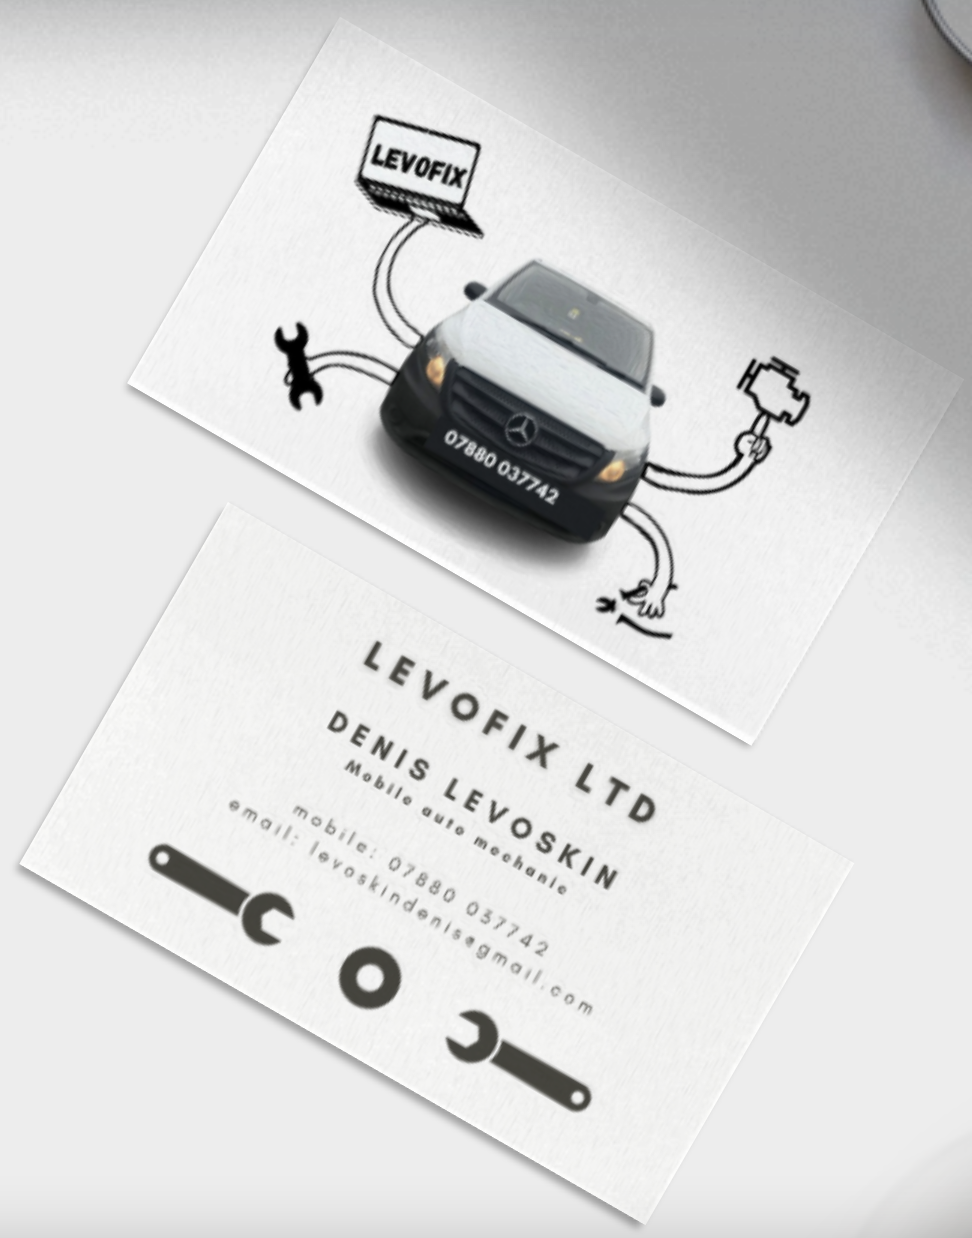 LEVOFIX
07880 037742
LEVOFIX LTD
DENIS LEVOSKIN
Mobile auto mechanic
mobile: 07880 037742
email: levoskindenis@gmail.com